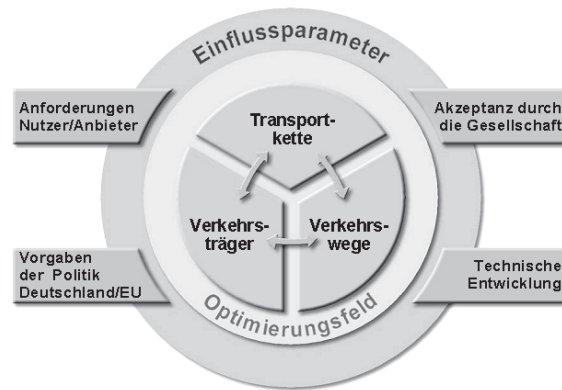 Einflussparameter
Anforderungen
Nutzer/Anbieter
Akzeptanz durch
die Gesellschaft
Transport-
kette
Verkehrs-
träger
Verkehrs-
wege
Vorgaben
der Politik
Deutschland/EU
Technische
Entwicklung
Optimierungsfeld